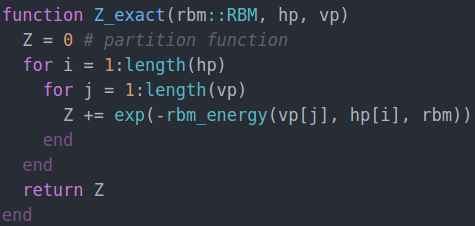 function Z_exact(rbm::RBM, hp, vp)
  Z = 0 # partition function
  for i = 1:length(hp)
    for j = 1:length(vp)
      Z += exp(-rbm_energy(vp[j], hp[i], rbm))
    end
  end
  return Z
end